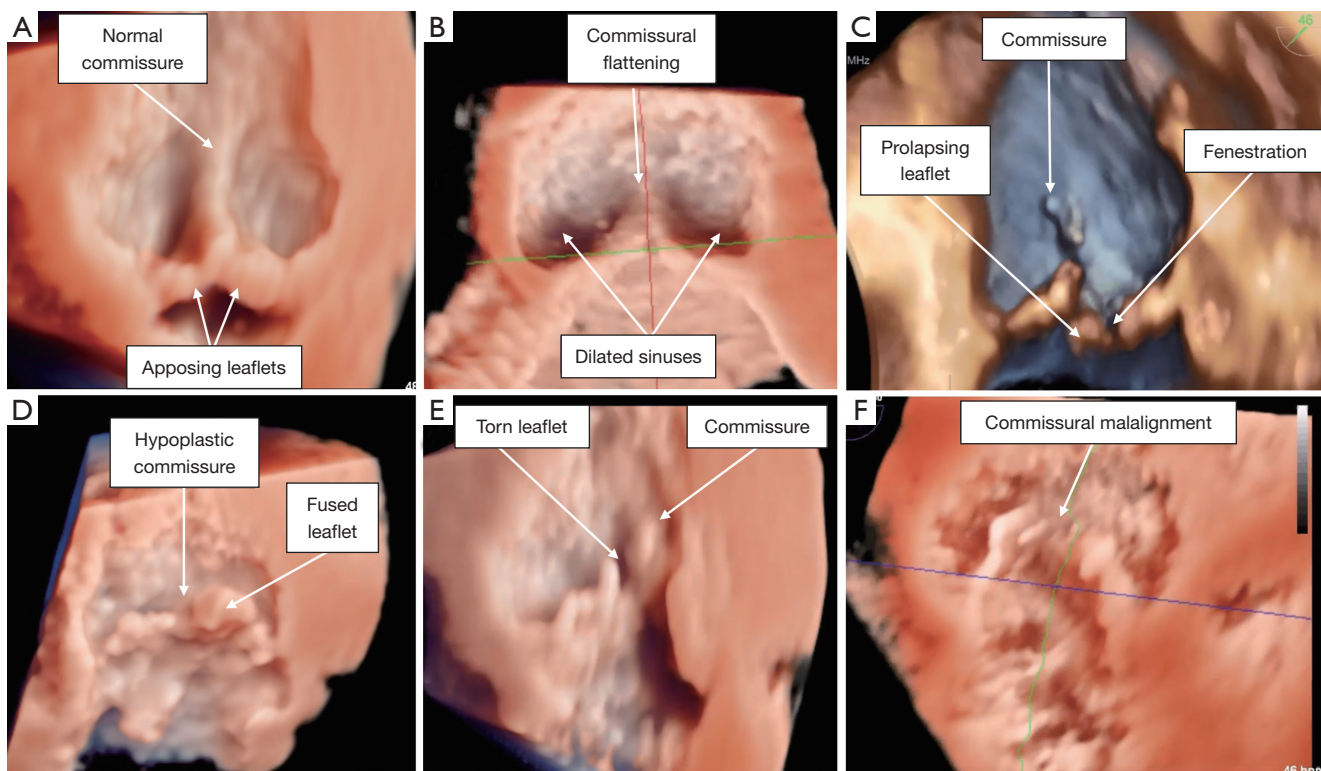 A
Normal
commissure
Apposing leaflets
B
Commissural
flattening
Dilated sinuses
C
46
MHz
Commissure
Prolapsing
leaflet
Fenestration
D
Hypoplastic
commissure
Fused
leaflet
E
Torn leaflet
Commissure
F
Commissural malalignment